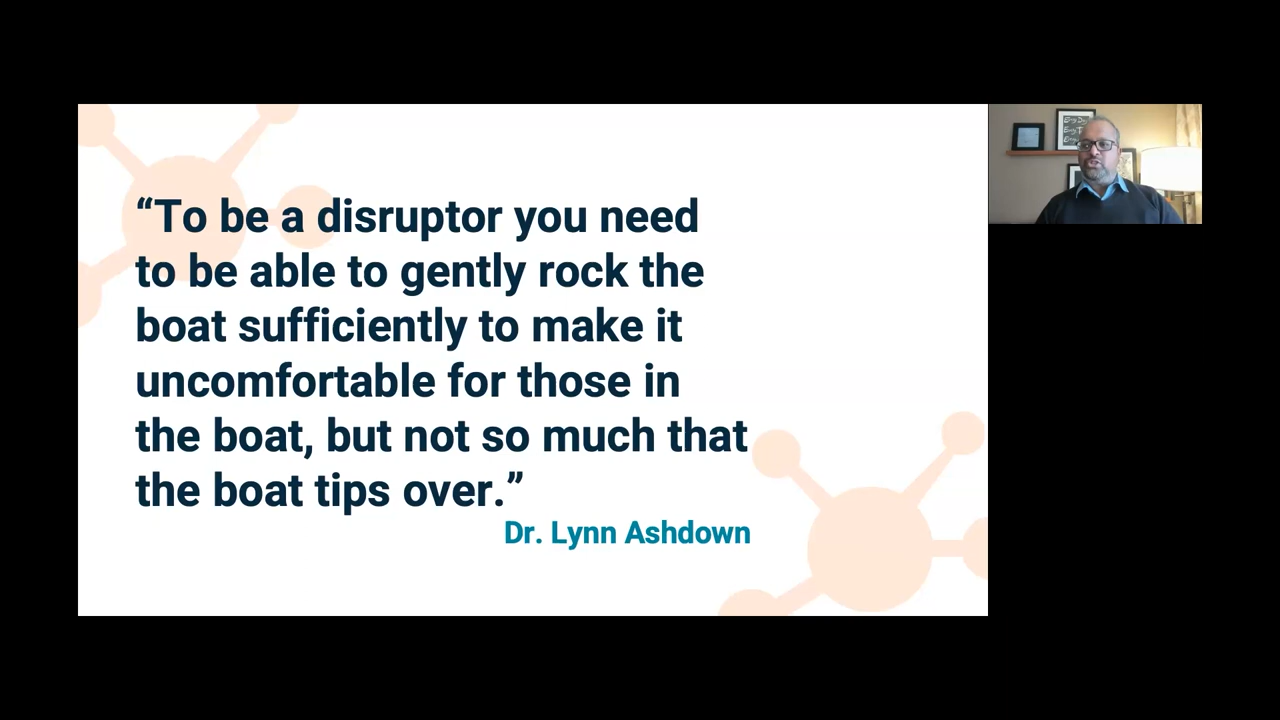 “To be a disruptor you need
to be able to gently rock the
boat sufficiently to make it
uncomfortable for those in
the boat, but not so much that
the boat tips over.”
Dr. Lynn Ashdown